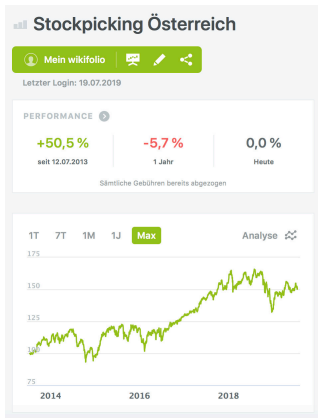 Stockpicking Österreich
Mein wikifolio
Letzter Login: 19.07.2019
PERFORMANCE
+50,5 % -5,7 % 0,0 %
seit 12.07.2013 1 Jahr Heute
Sämtliche Gebühren bereits abgezogen
1T 7T 1M 1J Max Analyse
175
150
125
100
75
2014 2016 2018